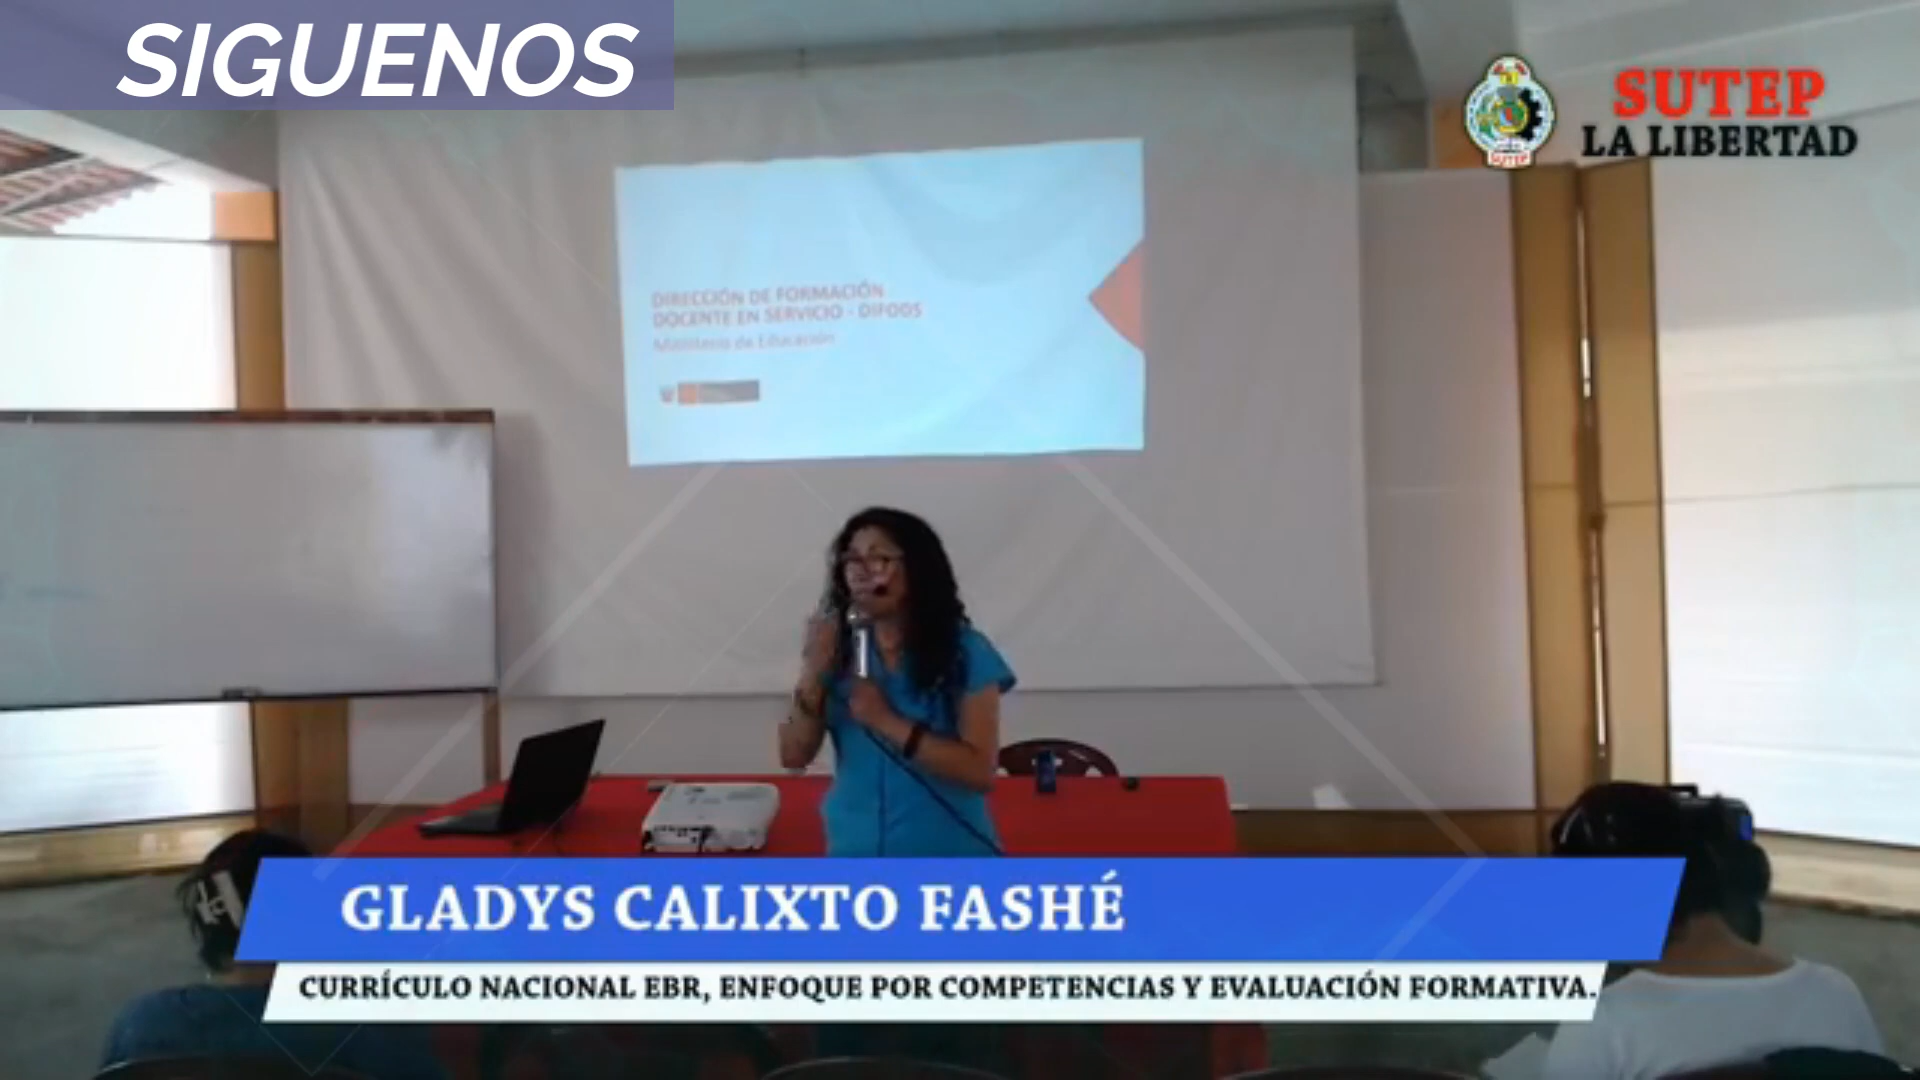 SIGUENOS
SUTEP
LA LIBERTAD
SUTEP
DIRECCIÓN DE FORMACIÓN
DOCENTE EN SERVICIO - DIFODS
Ministerio de Educación
GLADYS CALIXTO FASHÉ
CURRÍCULO NACIONAL EBR, ENFOQUE POR COMPETENCIAS Y EVALUACIÓN FORMATIVA.